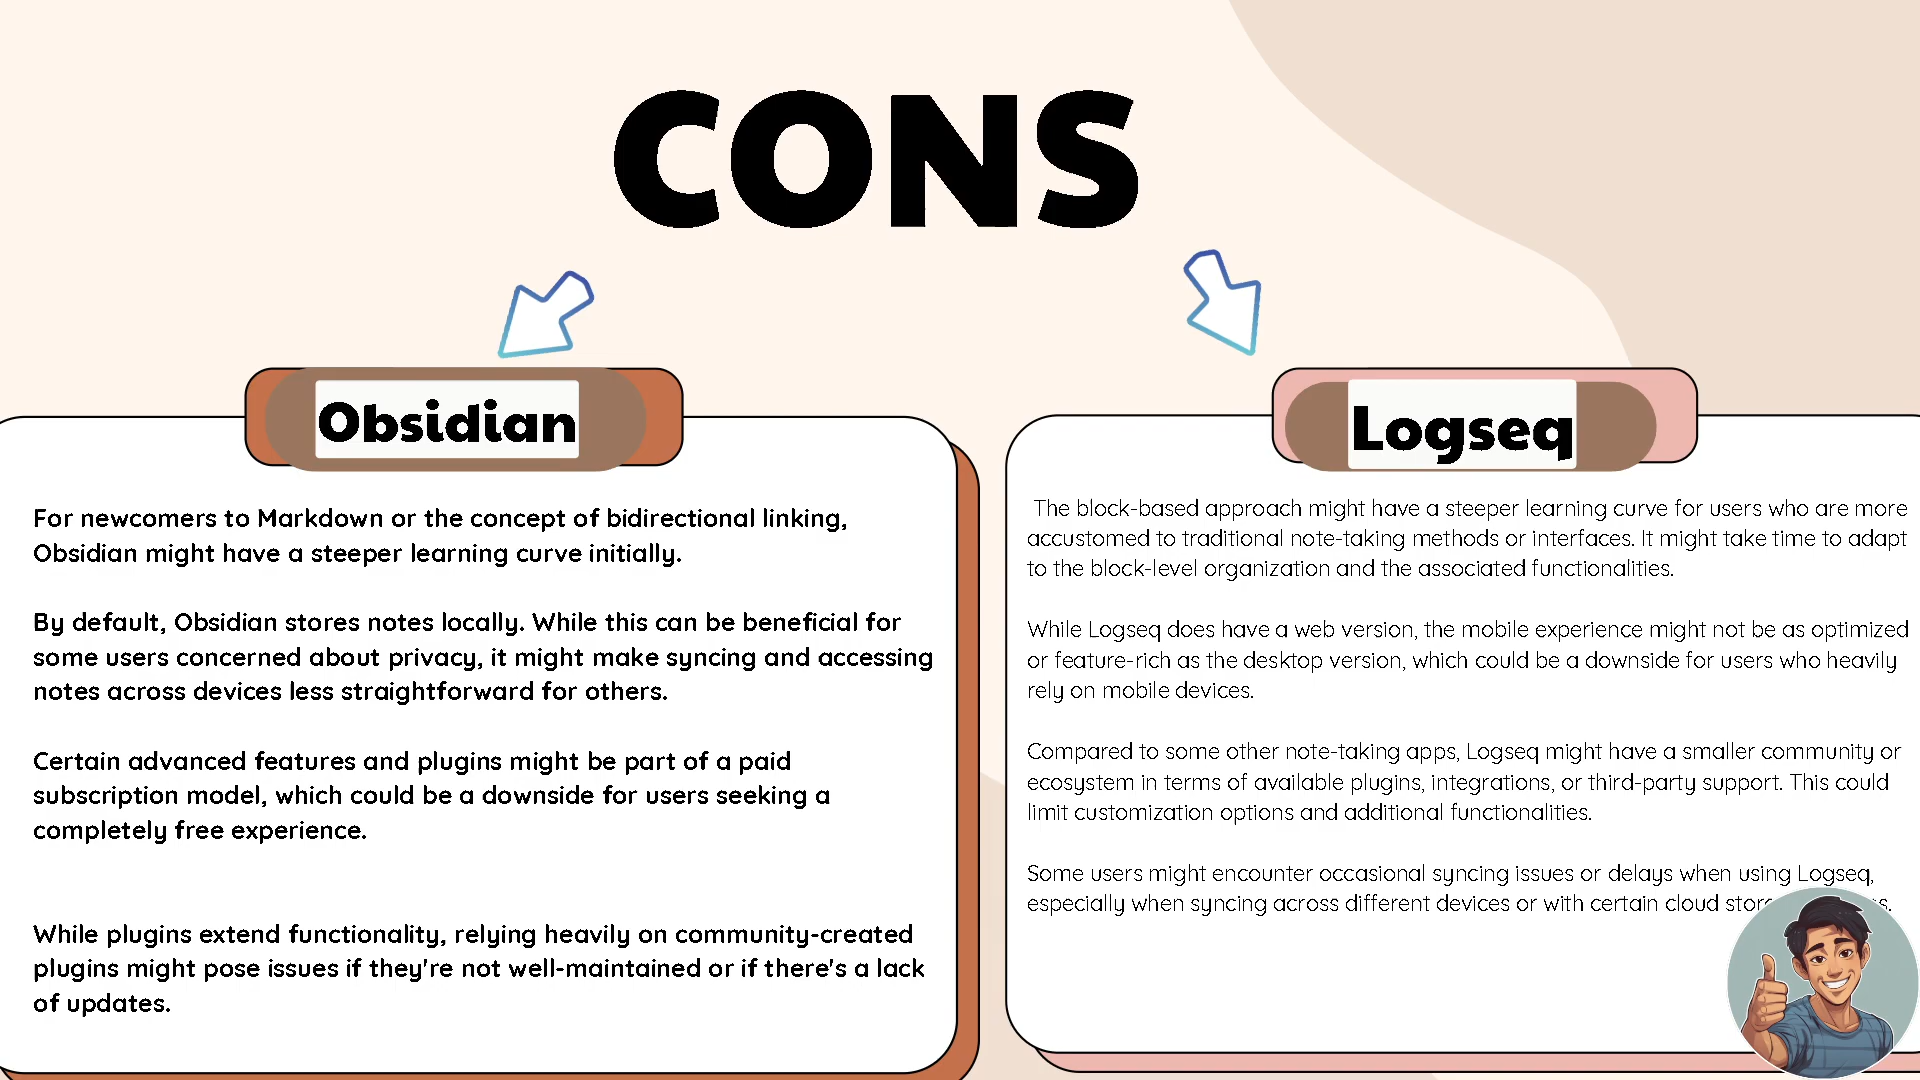 CONS
Obsidian
For newcomers to Markdown or the concept of bidirectional linking,
Obsidian might have a steeper learning curve initially.
By default, Obsidian stores notes locally. While this can be beneficial for
some users concerned about privacy, it might make syncing and accessing
notes across devices less straightforward for others.
Certain advanced features and plugins might be part of a paid
subscription model, which could be a downside for users seeking a
completely free experience.
While plugins extend functionality, relying heavily on community-created
plugins might pose issues if they're not well-maintained or if there's a lack
of updates.
Logseq
The block-based approach might have a steeper learning curve for users who are more
accustomed to traditional note-taking methods or interfaces. It might take time to adapt
to the block-level organization and the associated functionalities.
While Logseq does have a web version, the mobile experience might not be as optimized
or feature-rich as the desktop version, which could be a downside for users who heavily
rely on mobile devices.
Compared to some other note-taking apps, Logseq might have a smaller community or
ecosystem in terms of available plugins, integrations, or third-party support. This could
limit customization options and additional functionalities.
Some users might encounter occasional syncing issues or delays when using Logseq,
especially when syncing across different devices or with certain cloud